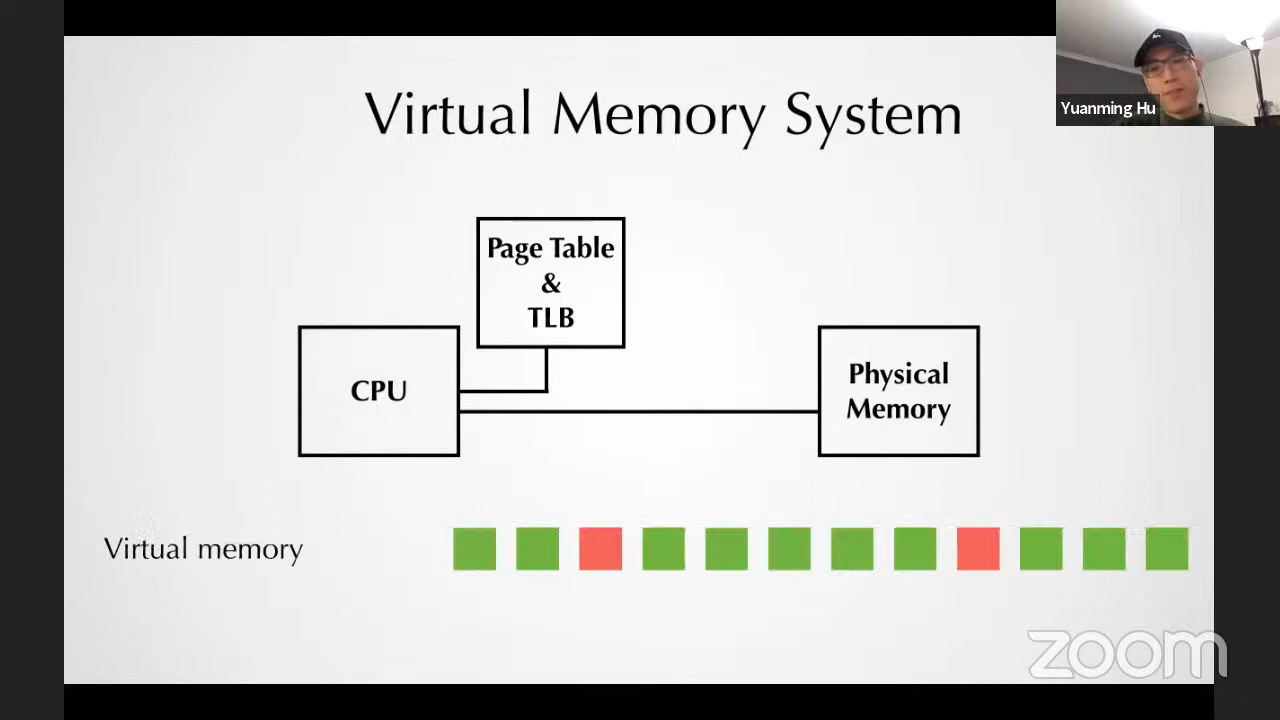 Virtual Memory System
Yuanming Hu
Page Table
&
TLB
CPU
Physical
Memory
Virtual memory
zoom